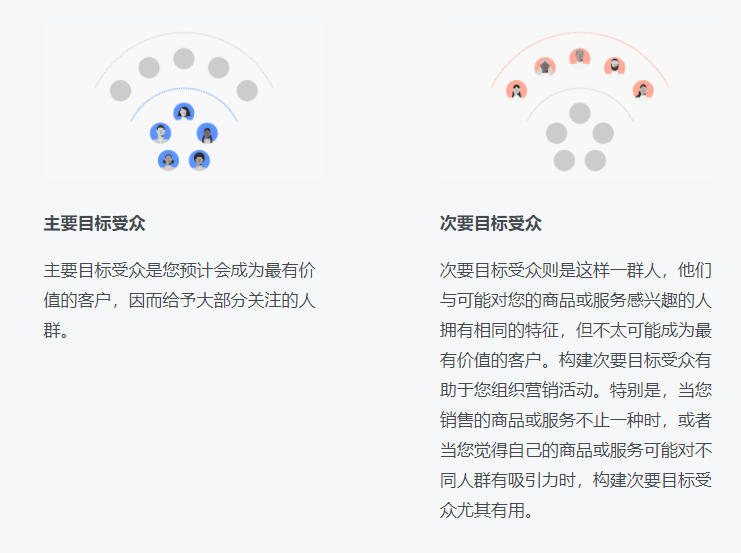 主要目标受众
主要目标受众是您预计会成为最有价
值的客户，因而给予大部分关注的人
群。
次要目标受众
次要目标受众则是这样一群人，他们
与可能对您的商品或服务感兴趣的人
拥有相同的特征，但不太可能成为最
有价值的客户。构建次要目标受众有
助于您组织营销活动。特别是，当您
销售的商品或服务不止一种时，或者
当您觉得自己的商品或服务可能对不
同人群有吸引力时，构建次要目标受
众尤其有用。